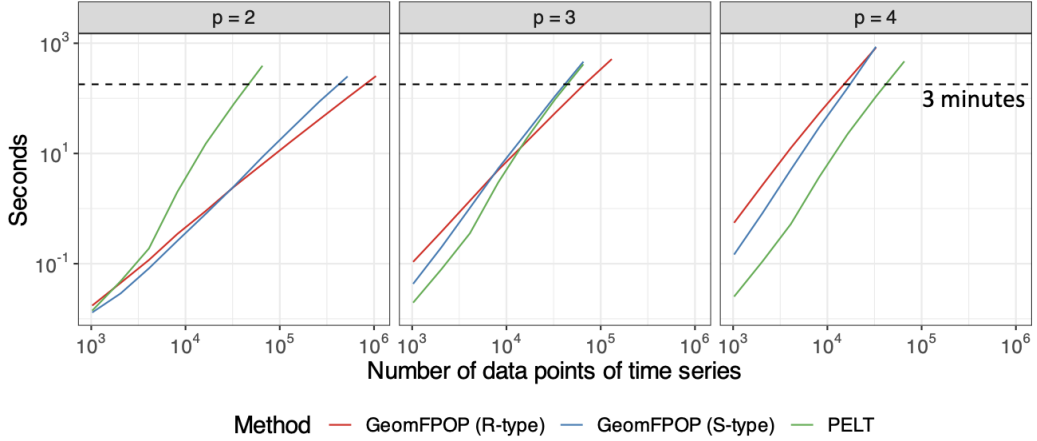 p = 2
p = 3
p = 4
Seconds
10³
10¹
10⁻¹
3 minutes
10³ 10⁴ 10⁵ 10⁶
10³ 10⁴ 10⁵ 10⁶
10³ 10⁴ 10⁵ 10⁶
Number of data points of time series
Method GeomFPOP (R-type) GeomFPOP (S-type) PELT